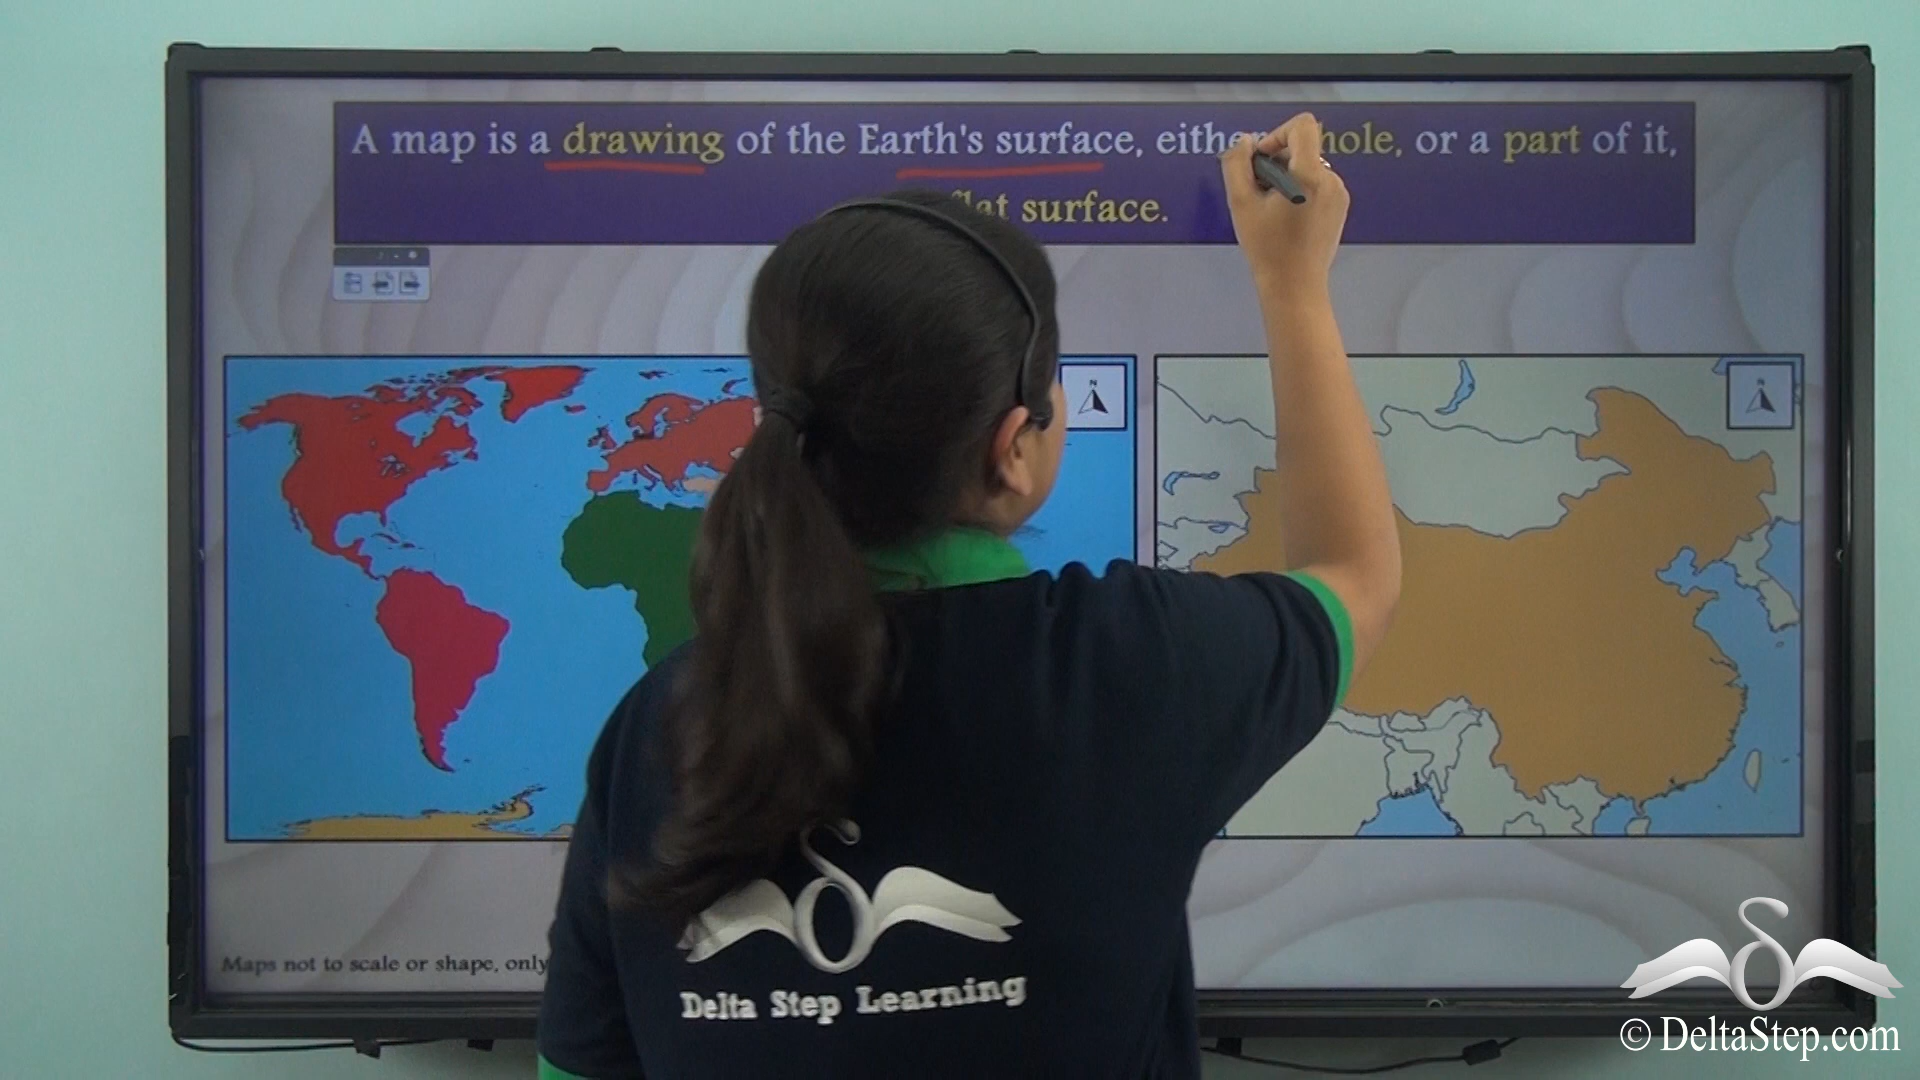 A map is a drawing of the Earth's surface, either whole, or a part of it,
flat surface.
N
N
Maps not to scale or shape, only
Delta Step Learning
© DeltaStep.com